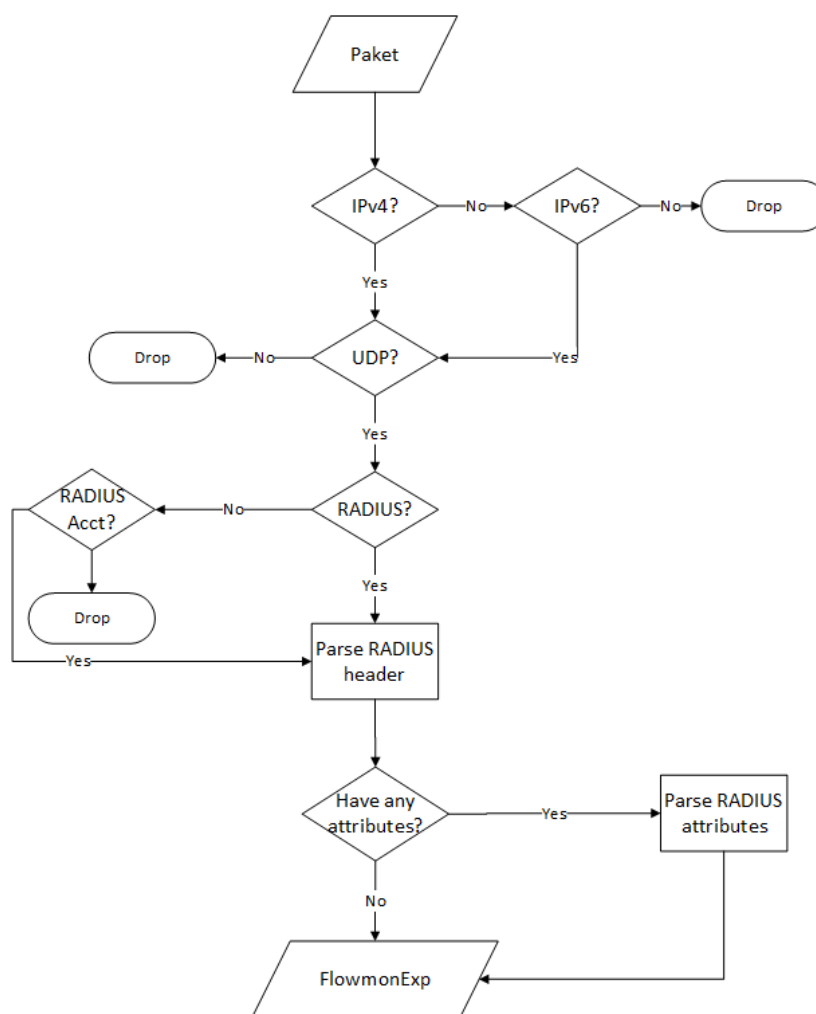 Paket
IPv4?
No
IPv6?
No
Drop
Yes
Drop
No
UDP?
Yes
Yes
RADIUS
Acct?
No
RADIUS?
Yes
Drop
Parse RADIUS
header
Yes
Have any
attributes?
Yes
Parse RADIUS
attributes
No
FlowmonExp